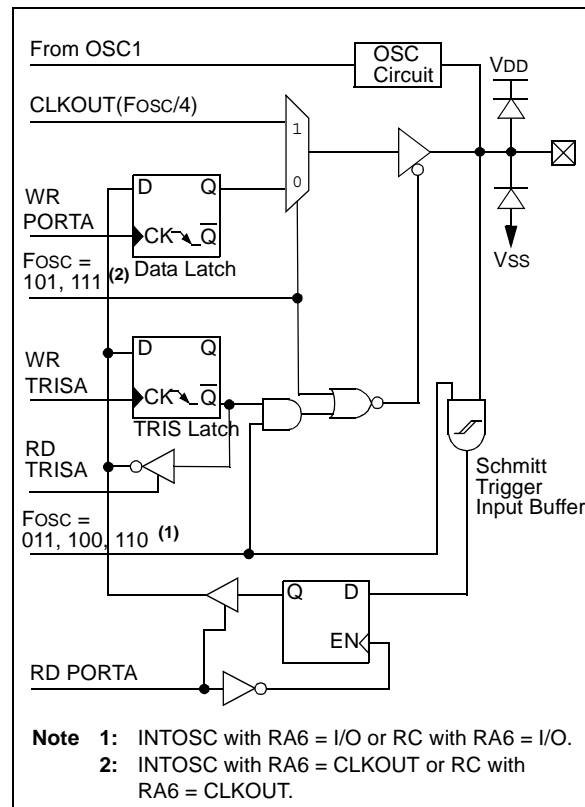 From OSC1
OSC
Circuit
VDD
CLKOUT(FOSC/4)
1
0
D Q
WR
PORTA
CK Q
Data Latch
FOSC =
101, 111 (2)
VSS
D Q
WR
TRISA
CK Q
TRIS Latch
RD
TRISA
Schmitt
Trigger
Input Buffer
FOSC =
011, 100, 110 (1)
Q D
EN
RD PORTA
Note 1: INTOSC with RA6 = I/O or RC with RA6 = I/O.
2: INTOSC with RA6 = CLKOUT or RC with
RA6 = CLKOUT.